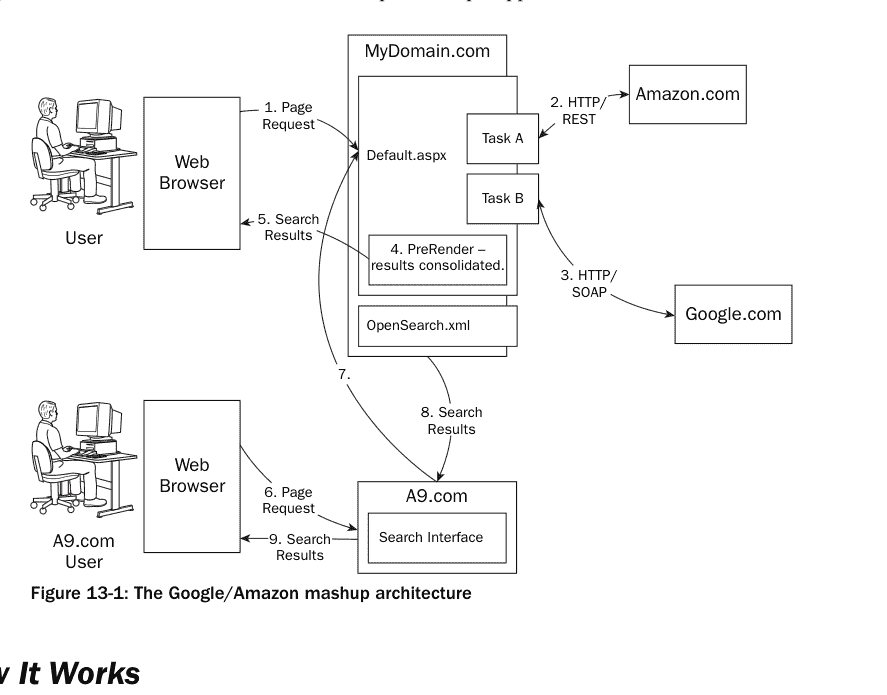 MyDomain.com
1. Page
Request
2. HTTP/
REST
Amazon.com
Task A
Default.aspx
Web
Browser
Task B
5. Search
Results
User
4. PreRender –
results consolidated.
3. HTTP/
SOAP
Google.com
OpenSearch.xml
7.
8. Search
Results
Web
Browser
6. Page
Request
A9.com
Search Interface
9. Search
Results
A9.com
User
Figure 13-1: The Google/Amazon mashup architecture
It Works